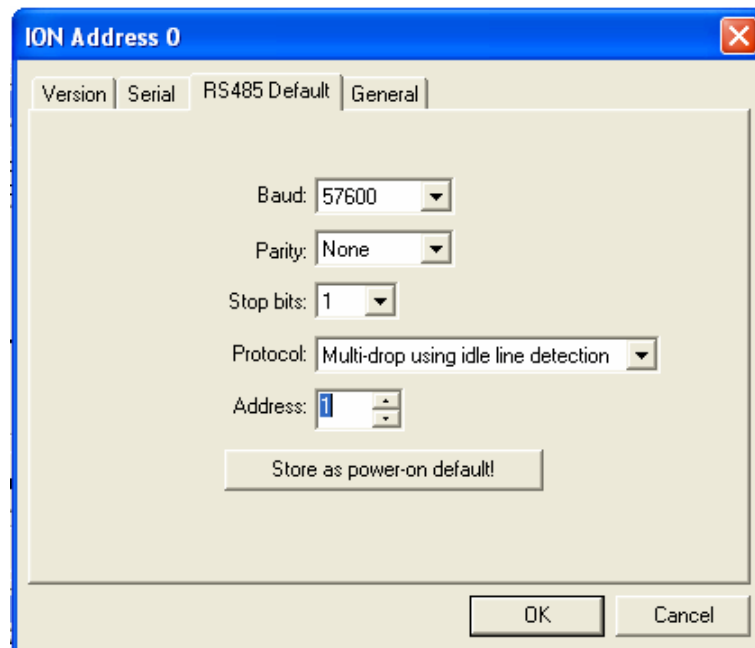 ION Address 0
Version Serial RS485 Default General
Baud: 57600
Parity: None
Stop bits: 1
Protocol: Multi-drop using idle line detection
Address: 1
Store as power-on default!
OK Cancel